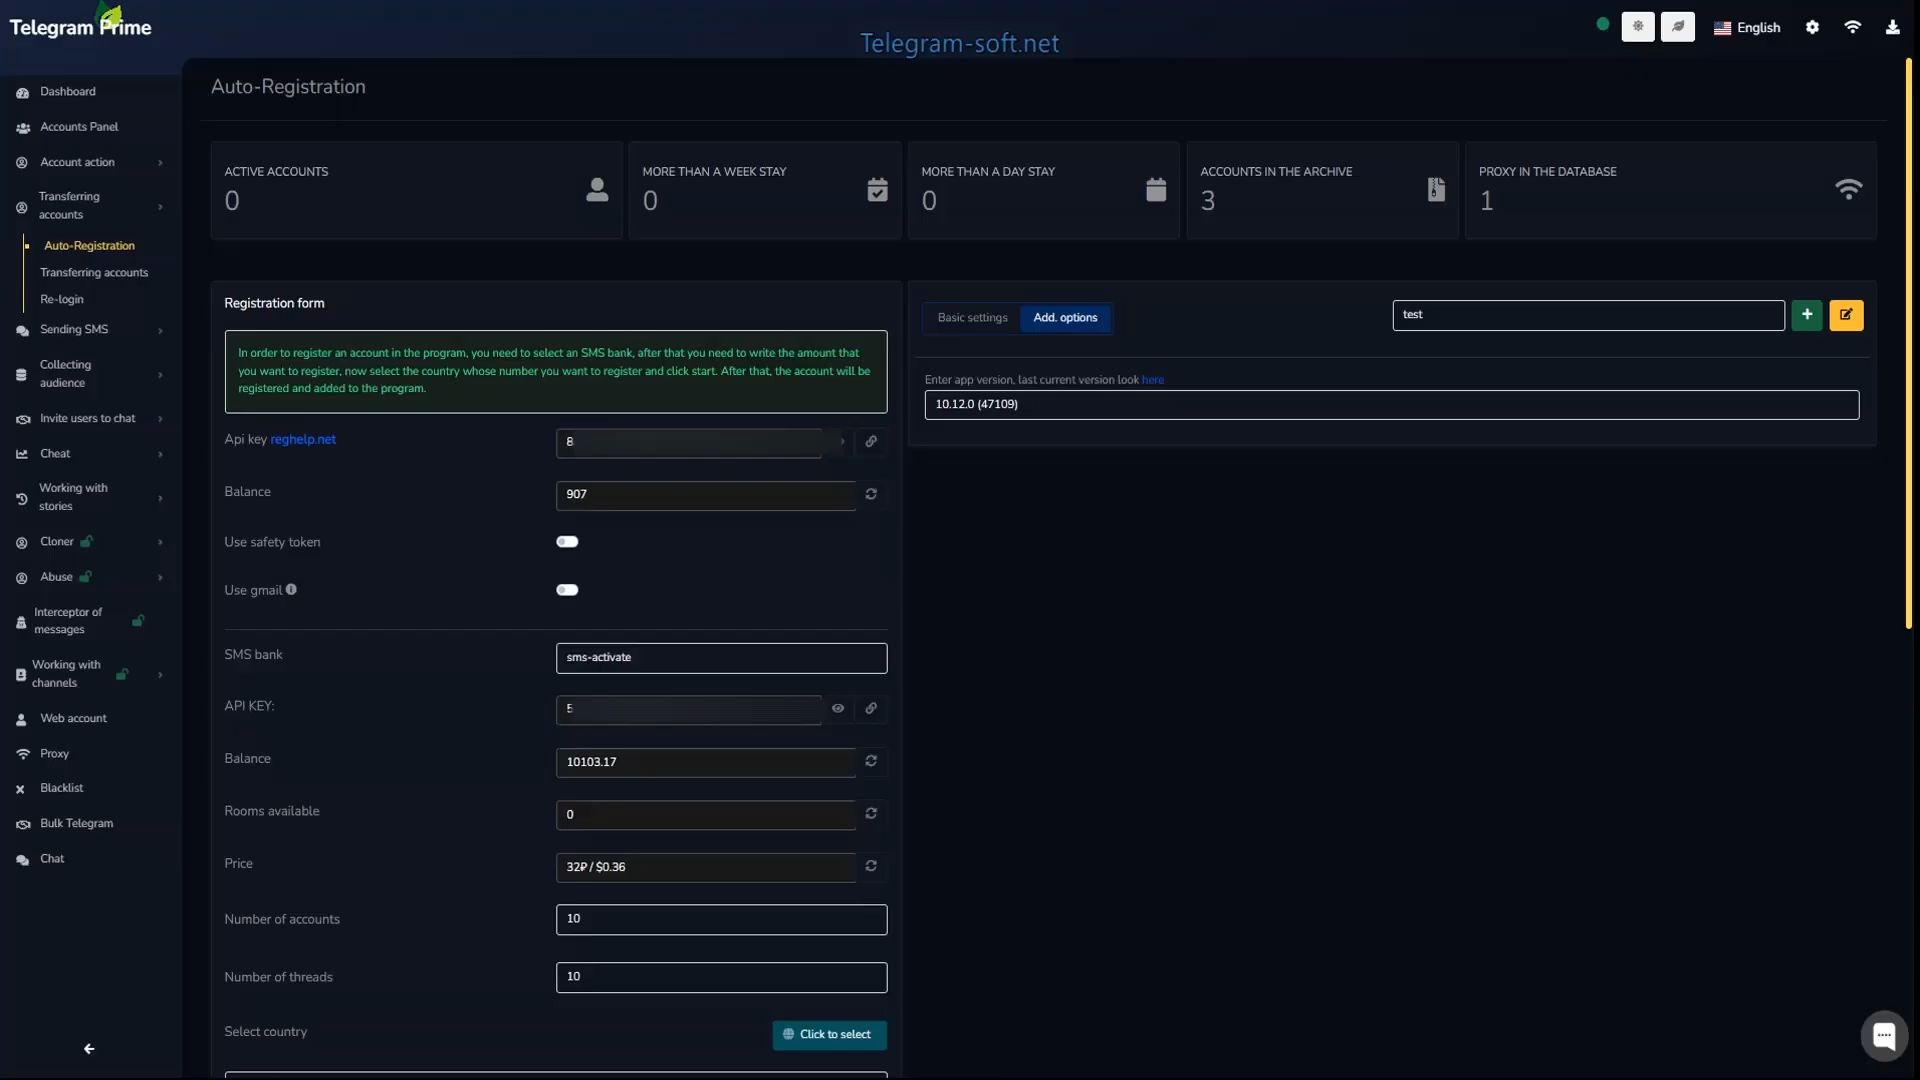 Telegram Prime
Telegram-soft.net
English
Dashboard
Accounts Panel
Account action
Transferring
accounts
Auto-Registration
Transferring accounts
Re-login
Sending SMS
Collecting
audience
Invite users to chat
Cheat
Working with
stories
Cloner
Abuse
Interceptor of
messages
Working with
channels
Web account
Proxy
Blacklist
Bulk Telegram
Chat
Auto-Registration
ACTIVE ACCOUNTS
0
MORE THAN A WEEK STAY
0
MORE THAN A DAY STAY
0
ACCOUNTS IN THE ARCHIVE
3
PROXY IN THE DATABASE
1
Registration form
In order to register an account in the program, you need to select an SMS bank, after that you need to write the amount that
you want to register, now select the country whose number you want to register and click start. After that, the account will be
registered and added to the program.
Api key reghelp.net
8
Balance
907
Use safety token
Use gmail
SMS bank
sms-activate
API KEY:
5
Balance
10103.17
Rooms available
0
Price
32₽ / $0.36
Number of accounts
10
Number of threads
10
Select country
Click to select
Basic settings
Add. options
test
Enter app version, last current version look here
10.12.0 (47109)